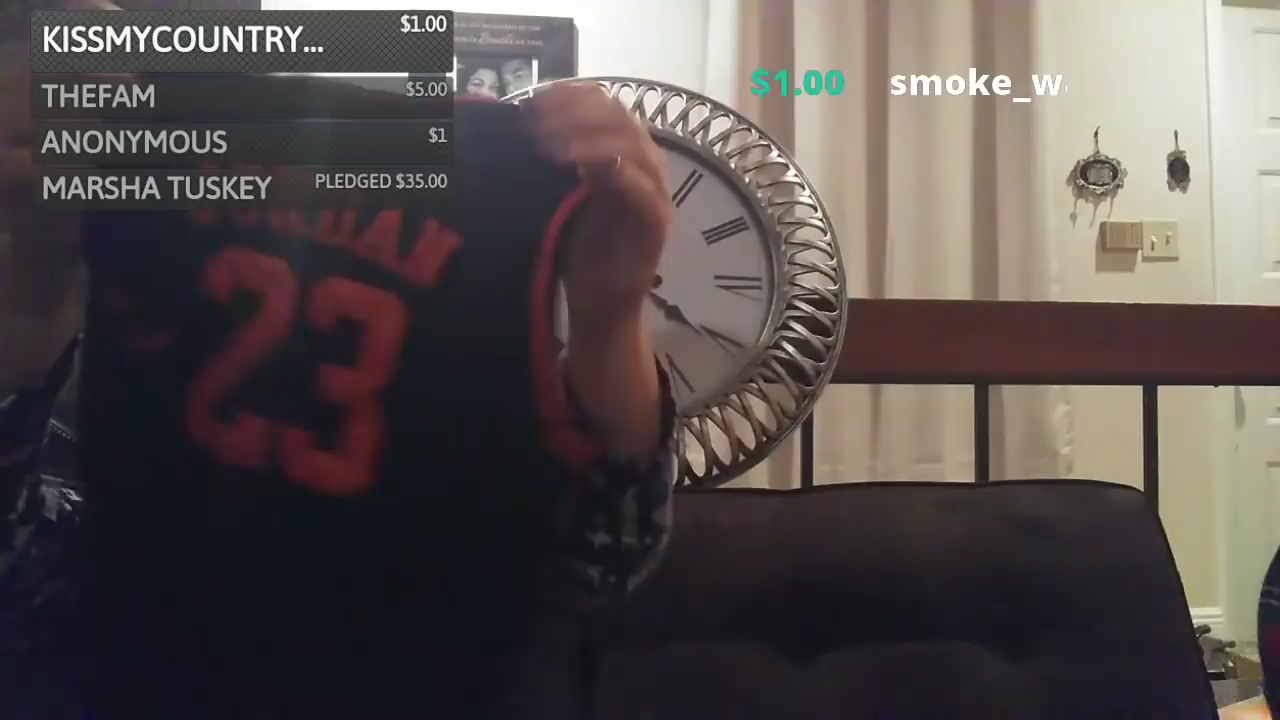 KISSMYCOUNTRY... $1.00
THEFAM $5.00
ANONYMOUS $1
MARSHA TUSKEY PLEDGED $35.00
$1.00 smoke_w
23